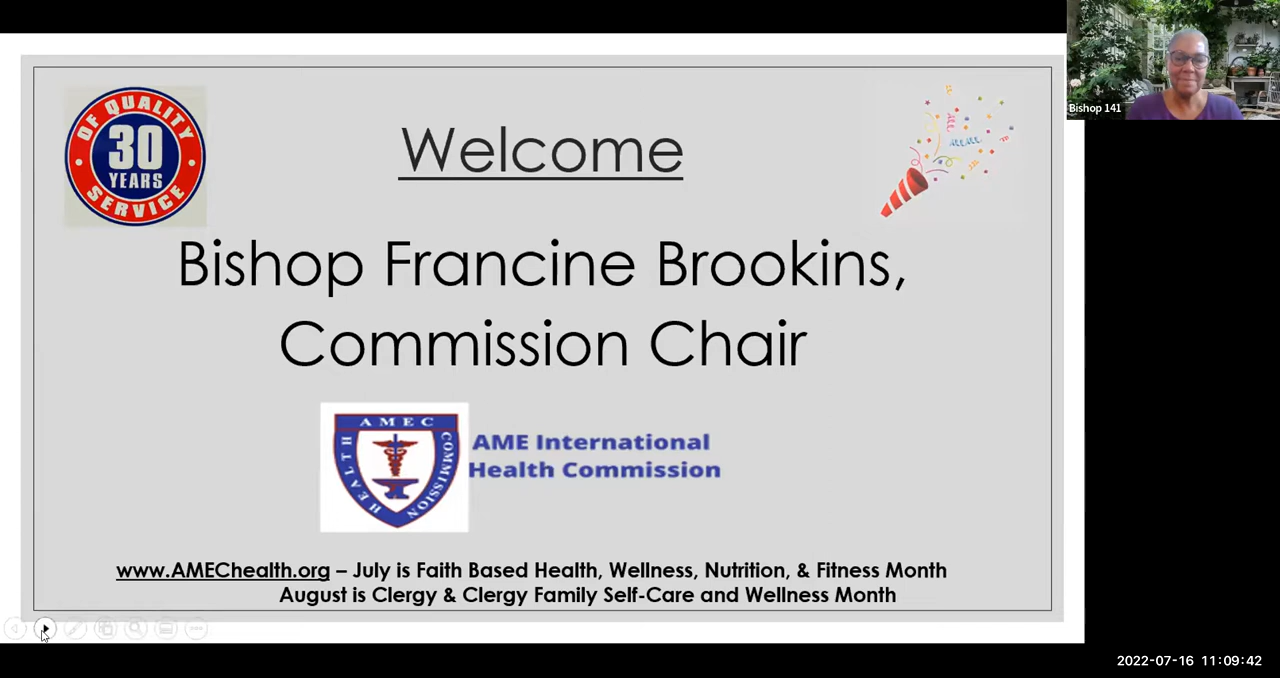 Bishop 141
OF QUALITY
30
YEARS
SERVICE
Welcome
Bishop Francine Brookins,
Commission Chair
AMEC
HEALTH
COMMISSION
AME International
Health Commission
www.AMEChealth.org – July is Faith Based Health, Wellness, Nutrition, & Fitness Month
August is Clergy & Clergy Family Self-Care and Wellness Month
2022-07-16 11:09:42